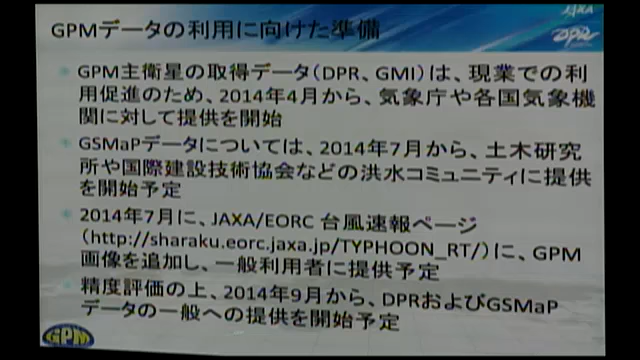 GPMデータの利用に向けた準備
JAXA
DPR
GPM主衛星の取得データ(DPR、GMI)は、現業での利
用促進のため、2014年4月から、気象庁や各国気象機
関に対して提供を開始
GSMaPデータについては、2014年7月から、土木研究
所や国際建設技術協会などの洪水コミュニティに提供
を開始予定
2014年7月に、JAXA/EORC 台風速報ページ
(http://sharaku.eorc.jaxa.jp/TYPHOON_RT/)に、GPM
画像を追加し、一般利用者に提供予定
精度評価の上、2014年9月から、DPRおよびGSMaP
データの一般への提供を開始予定
GPM